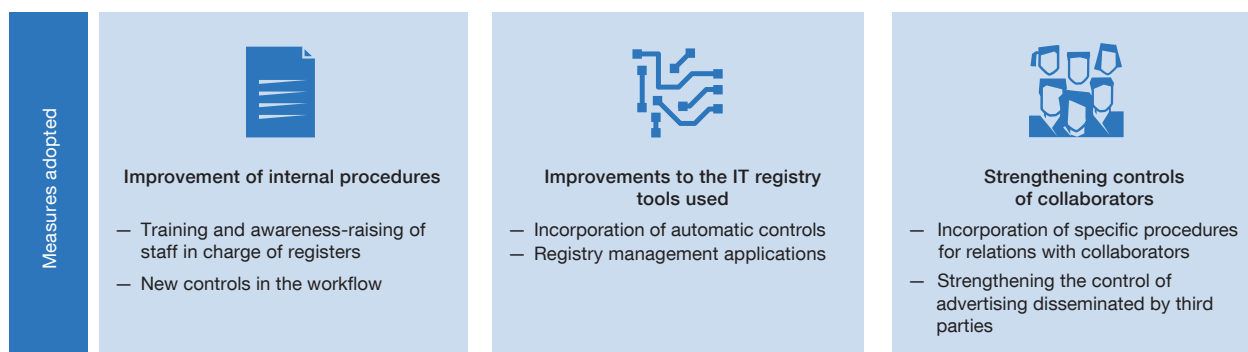 Measures adopted
Improvement of internal procedures
— Training and awareness-raising of
staff in charge of registers
— New controls in the workflow
Improvements to the IT registry
tools used
— Incorporation of automatic controls
— Registry management applications
Strengthening controls
of collaborators
— Incorporation of specific procedures
for relations with collaborators
— Strengthening the control of
advertising disseminated by third
parties